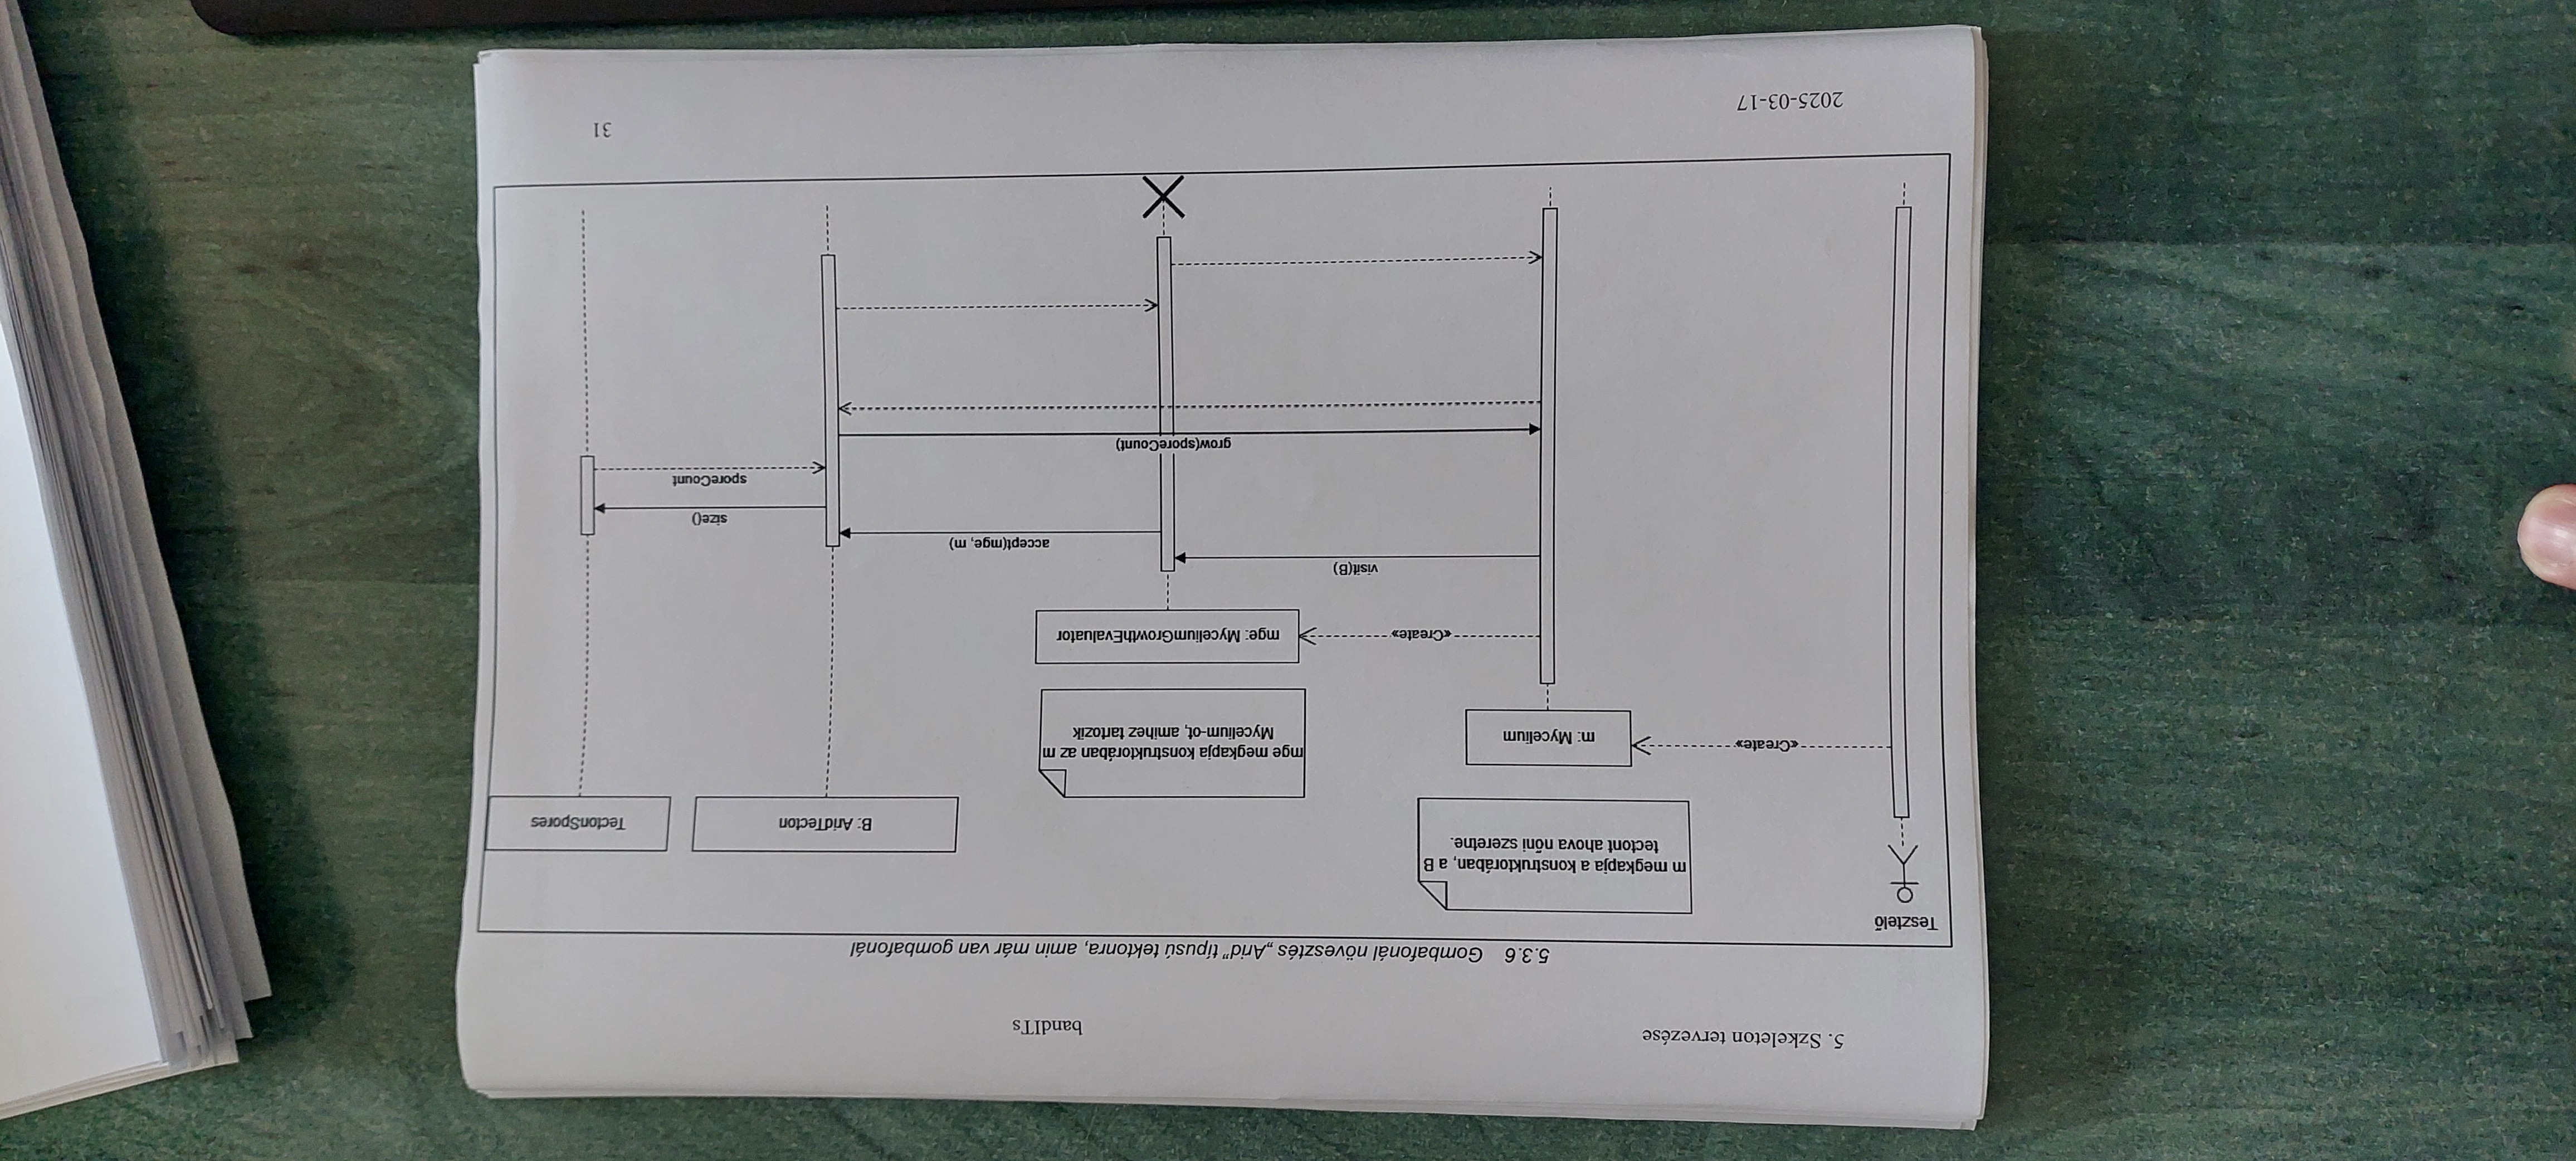 5. Szkeleton tervezése
bandITs
5.3.6 Gombafonál növesztés „Arid” típusú tektonra, amin már van gombafonál
Tesztelő
m megkapja a konstruktorában, a B
tectont ahova nőni szeretne.
mge megkapja konstruktorában az m
Mycelium-ot, amihez tartozik
B: AridTecton
TectonSpores
«Create»
m: Mycelium
«Create»
mge: MyceliumGrowthEvaluator
visit(B)
accept(mge, m)
size()
sporeCount
grow(sporeCount)
2025-03-17
31